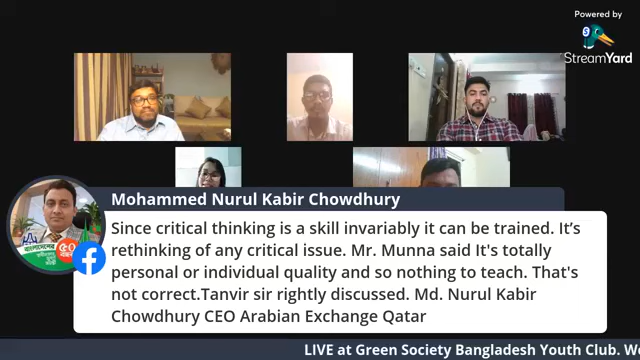 Powered by
StreamYard
Mohammed Nurul Kabir Chowdhury
Since critical thinking is a skill invariably it can be trained. It's
rethinking of any critical issue. Mr. Munna said It's totally
personal or individual quality and so nothing to teach. That's
not correct.Tanvir sir rightly discussed. Md. Nurul Kabir
Chowdhury CEO Arabian Exchange Qatar
LIVE at Green Society Bangladesh Youth Club. We